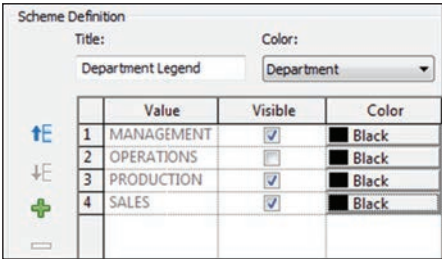 Scheme Definition
Title: Color:
Department Legend Department
Value Visible Color
1 MANAGEMENT Black
2 OPERATIONS Black
3 PRODUCTION Black
4 SALES Black